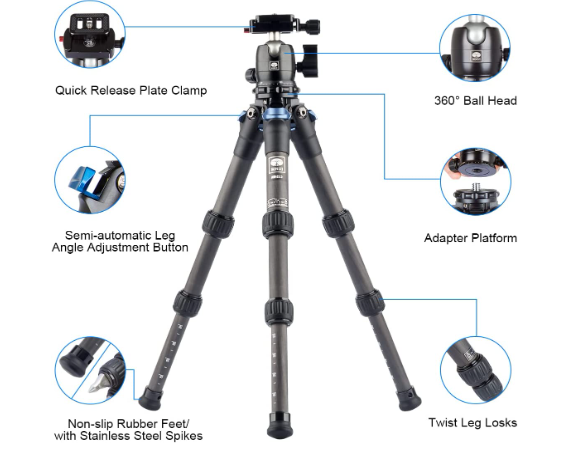 Quick Release Plate Clamp
360° Ball Head
Semi-automatic Leg
Angle Adjustment Button
Adapter Platform
Non-slip Rubber Feet/
with Stainless Steel Spikes
Twist Leg Losks